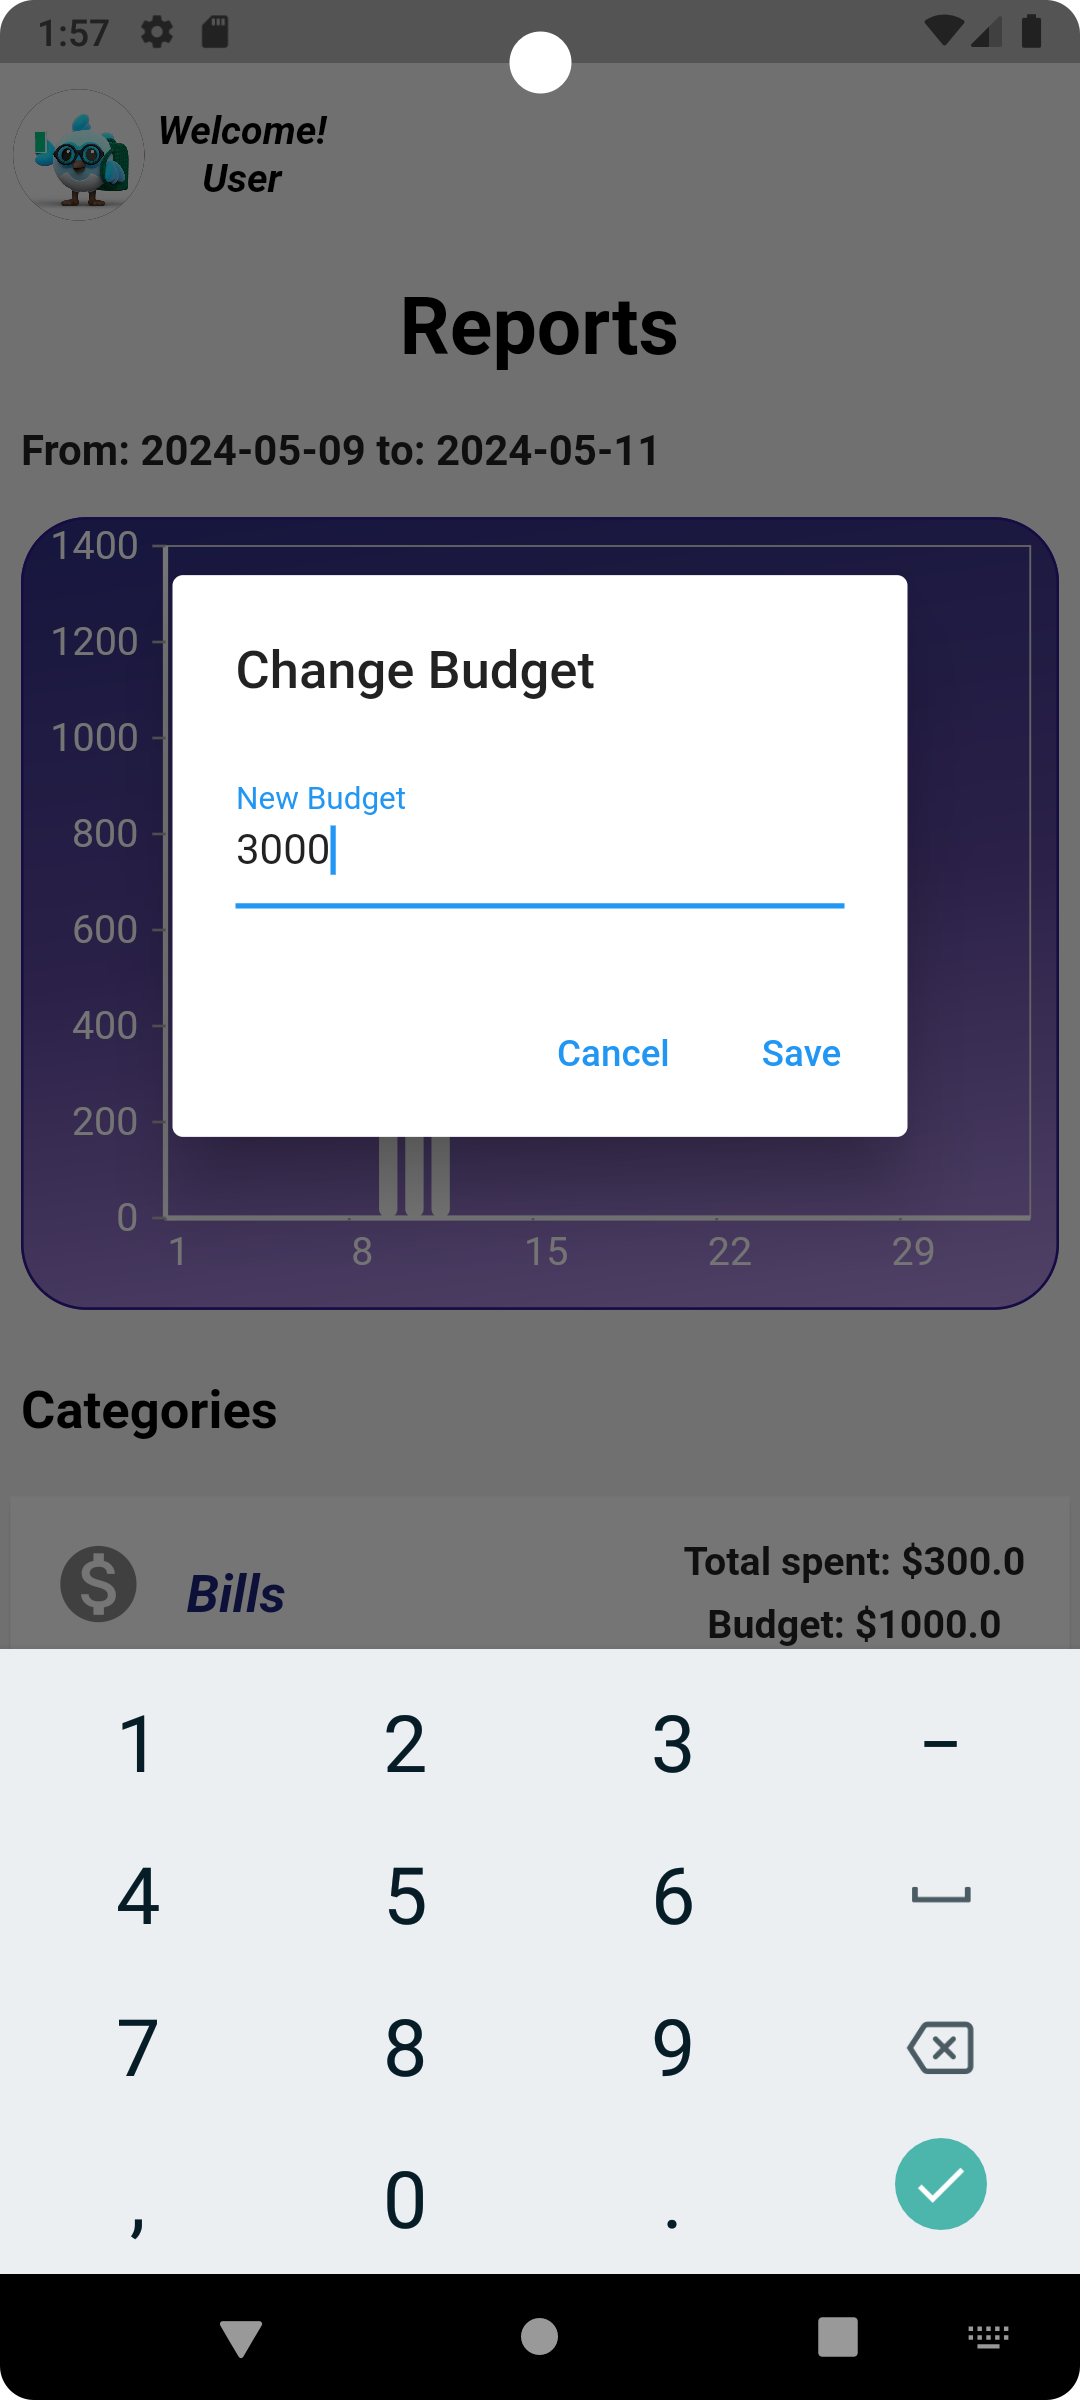 1:57
Welcome!
User
Reports
From: 2024-05-09 to: 2024-05-11
1400
1200
1000
800
600
400
200
0
1 8 15 22 29
Change Budget
New Budget
3000
Cancel Save
Categories
Bills
Total spent: $300.0
Budget: $1000.0
1 2 3 –
4 5 6
7 8 9
, 0 .